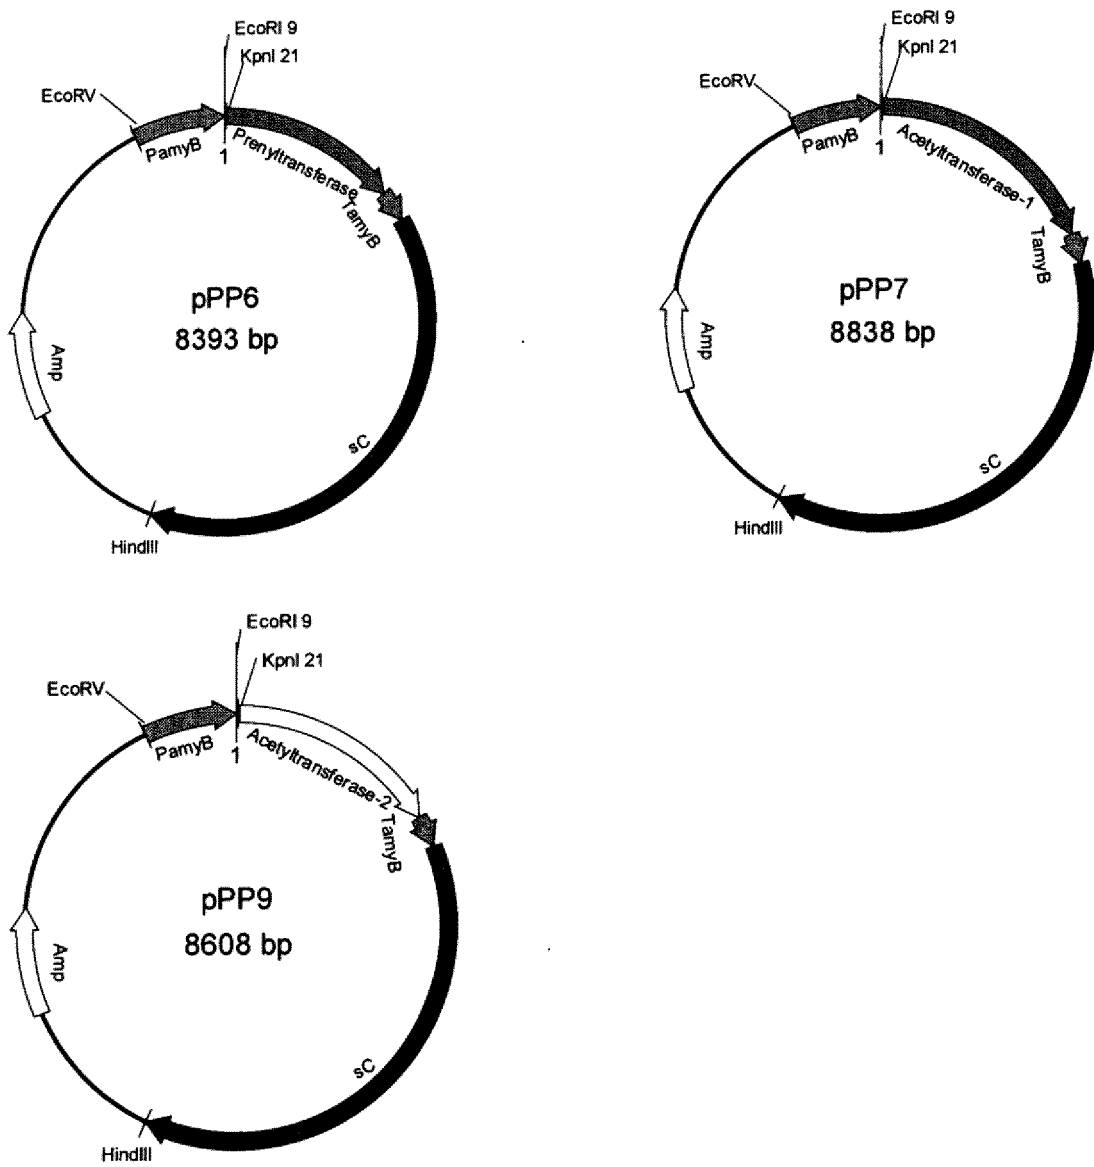 EcoRI 9
KpnI 21
EcoRV
PamyB
1
Prenyltransferase
TamyB
pPP6
8393 bp
Amp
sC
HindIII
EcoRI 9
KpnI 21
EcoRV
PamyB
1
Acetyltransferase-1
TamyB
pPP7
8838 bp
Amp
sC
HindIII
EcoRI 9
KpnI 21
EcoRV
PamyB
1
Acetyltransferase-2
TamyB
pPP9
8608 bp
Amp
sC
HindIII